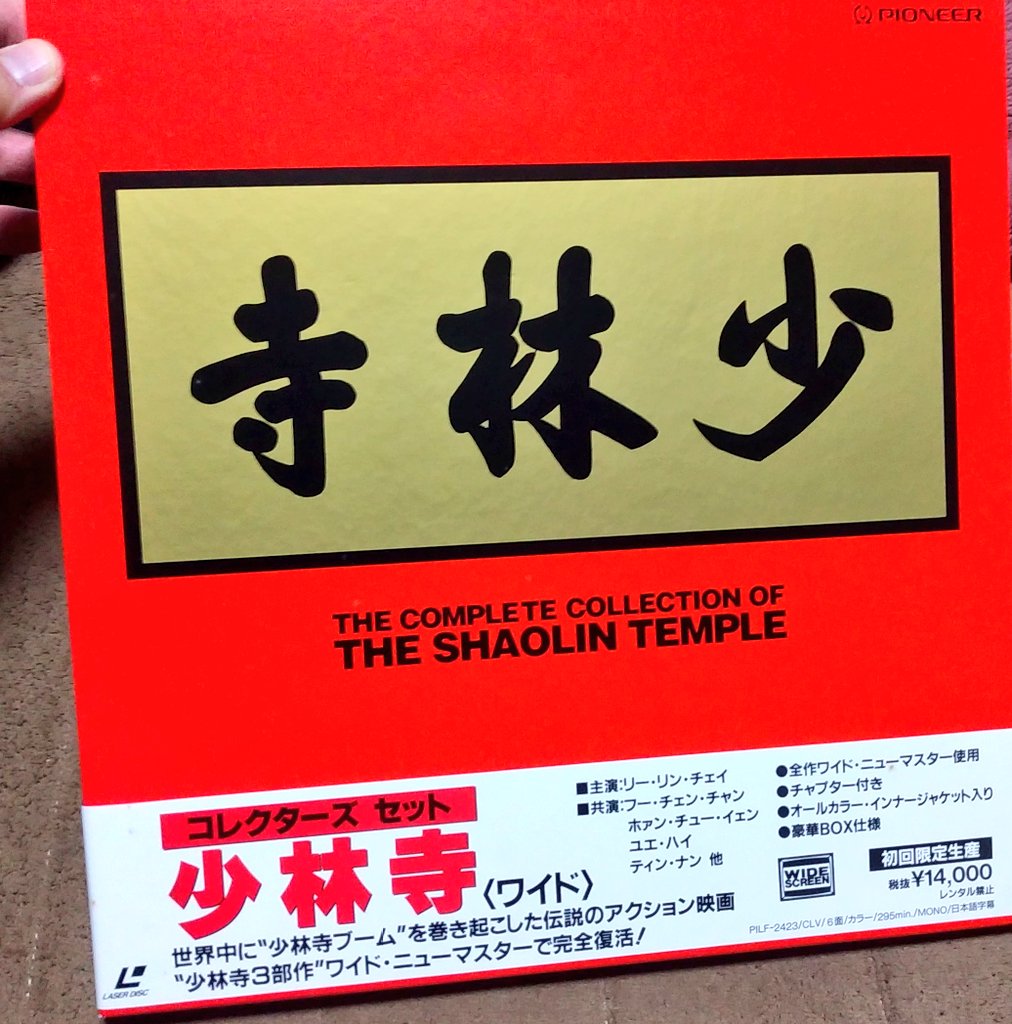 PIONEER
寺林少
THE COMPLETE COLLECTION OF
THE SHAOLIN TEMPLE
コレクターズ セット
少林寺〈ワイド〉
世界中に“少林寺ブーム”を巻き起こした伝説のアクション映画
“少林寺3部作”ワイド・ニューマスターで完全復活!
■主演:リー・リン・チェイ
■共演:フー・チェン・チャン
ホァン・チュー・イェン
ユエ・ハイ
ティン・ナン 他
●全作ワイド・ニューマスター使用
●チャプター付き
●オールカラー・インナージャケット入り
●豪華BOX仕様
WIDE
SCREEN
初回限定生産
税抜¥14,000
レンタル禁止
PILF-2423/CLV/6面/カラー/295min./MONO/日本語字幕
LASER DISC